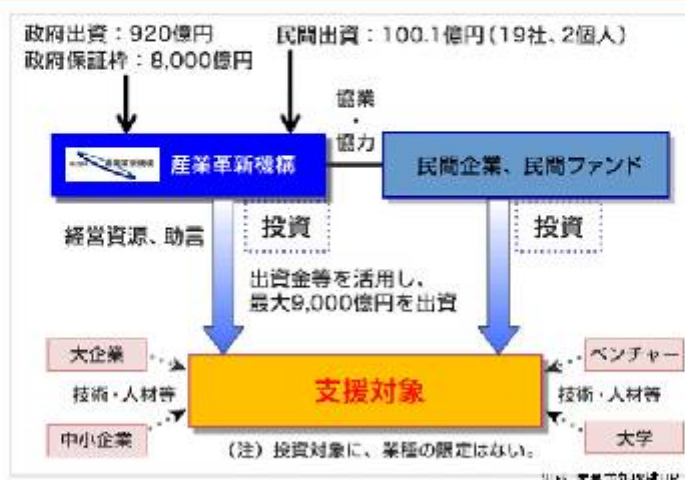 政府出資：920億円
政府保証枠：8,000億円
民間出資：100.1億円（19社、2個人）
協業
・
協力
産業革新機構
民間企業、民間ファンド
経営資源、助言
投資
投資
出資金等を活用し、
最大9,000億円を出資
大企業
ベンチャー
技術・人材等
支援対象
技術・人材等
中小企業
大学
（注）投資対象に、業種の限定はない。